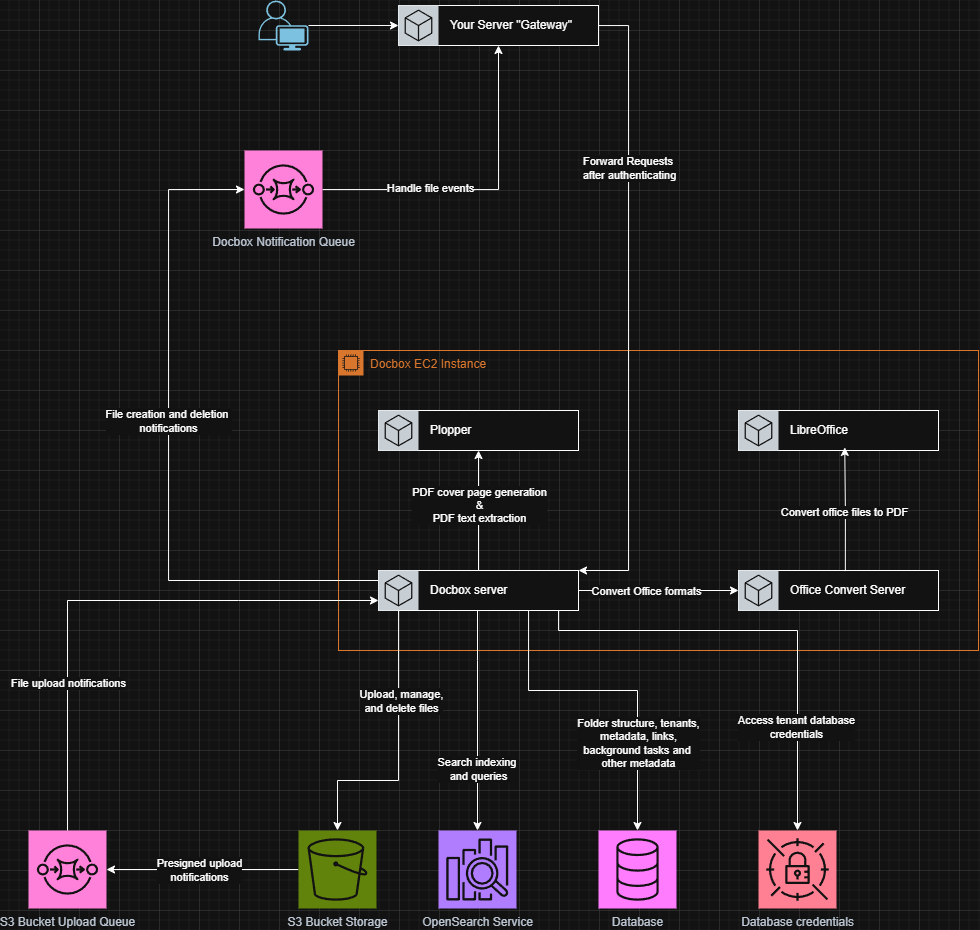 Your Server "Gateway"
Forward Requests
after authenticating
Handle file events
Docbox Notification Queue
Docbox EC2 Instance
File creation and deletion
notifications
Plopper
LibreOffice
PDF cover page generation
&
PDF text extraction
Convert office files to PDF
Docbox server
Convert Office formats
Office Convert Server
File upload notifications
Upload, manage,
and delete files
Search indexing
and queries
Folder structure, tenants,
metadata, links,
background tasks and
other metadata
Access tenant database
credentials
Presigned upload
notifications
S3 Bucket Upload Queue
S3 Bucket Storage
OpenSearch Service
Database
Database credentials